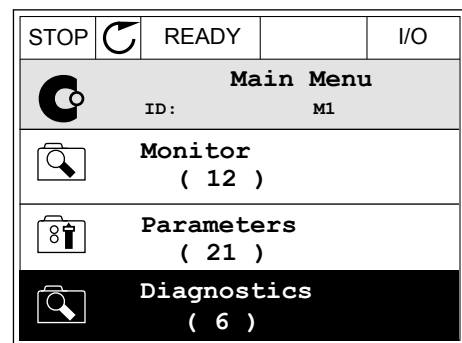 STOP READY I/O
Main Menu
ID: M1
Monitor
( 12 )
Parameters
( 21 )
Diagnostics
( 6 )